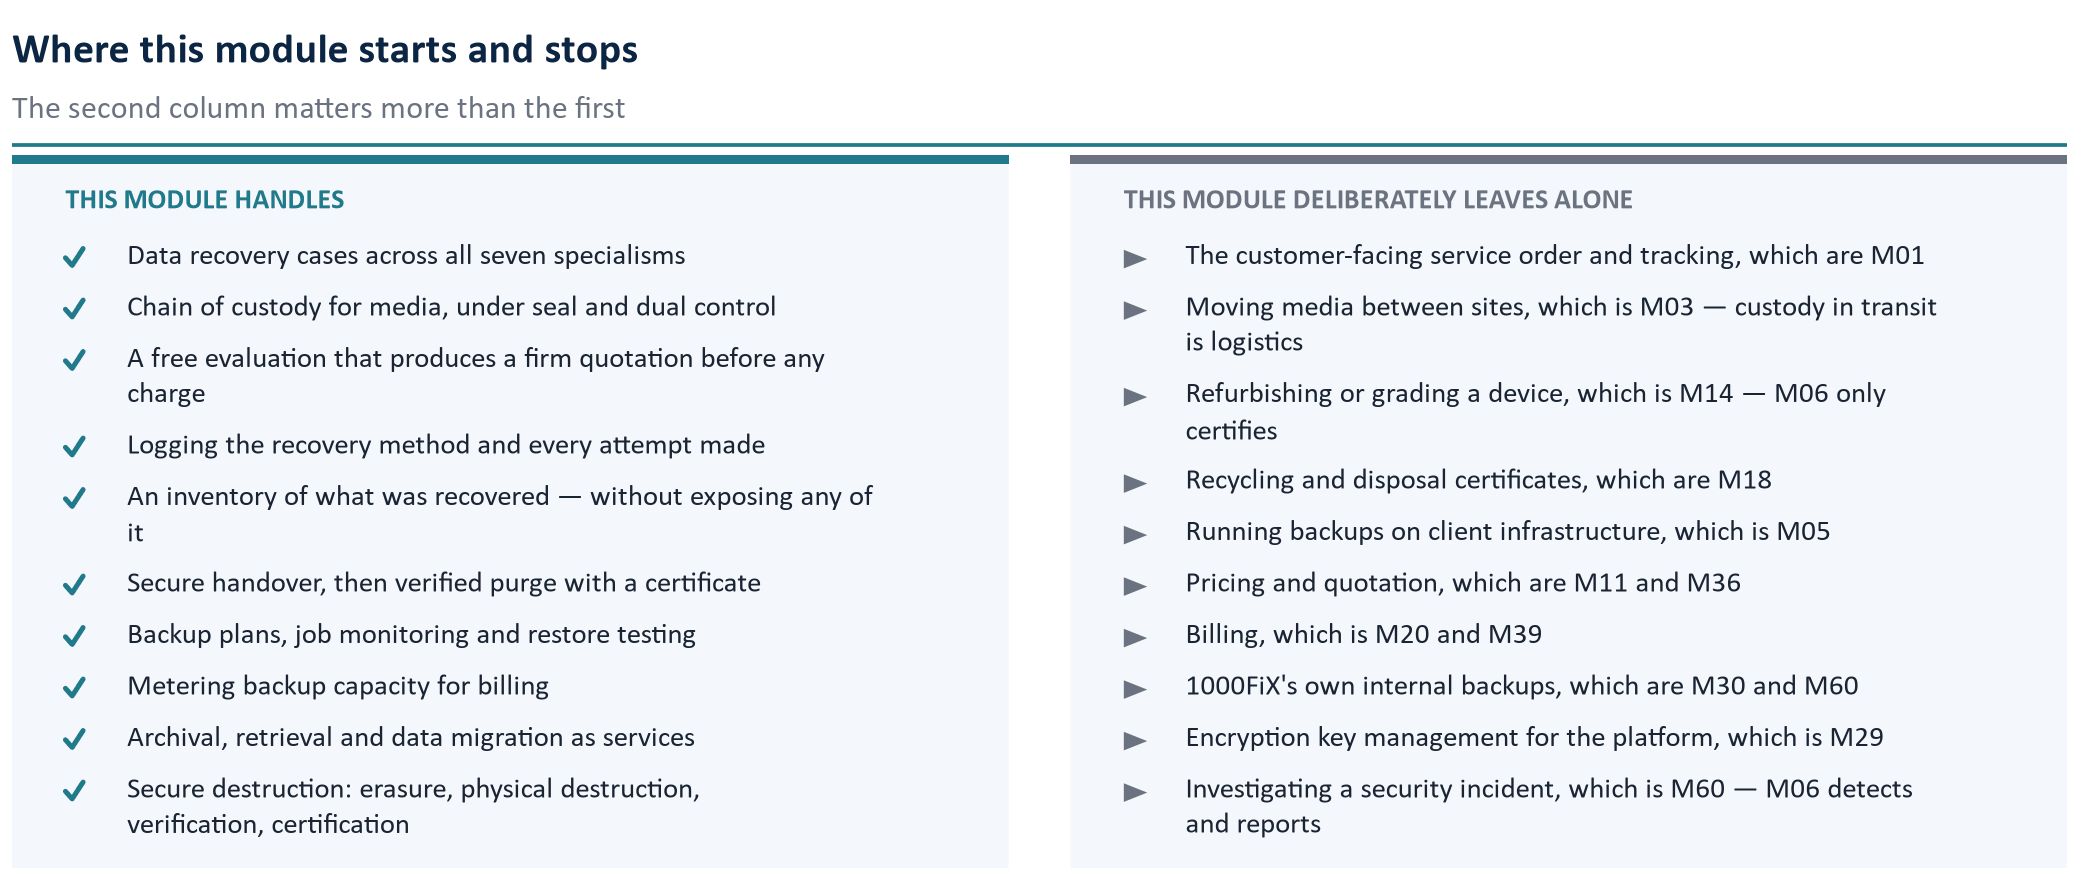 Where this module starts and stops
The second column matters more than the first
THIS MODULE HANDLES
Data recovery cases across all seven specialisms
Chain of custody for media, under seal and dual control
A free evaluation that produces a firm quotation before any
charge
Logging the recovery method and every attempt made
An inventory of what was recovered — without exposing any of
it
Secure handover, then verified purge with a certificate
Backup plans, job monitoring and restore testing
Metering backup capacity for billing
Archival, retrieval and data migration as services
Secure destruction: erasure, physical destruction,
verification, certification
THIS MODULE DELIBERATELY LEAVES ALONE
The customer-facing service order and tracking, which are M01
Moving media between sites, which is M03 — custody in transit
is logistics
Refurbishing or grading a device, which is M14 — M06 only
certifies
Recycling and disposal certificates, which are M18
Running backups on client infrastructure, which is M05
Pricing and quotation, which are M11 and M36
Billing, which is M20 and M39
1000FiX's own internal backups, which are M30 and M60
Encryption key management for the platform, which is M29
Investigating a security incident, which is M60 — M06 detects
and reports